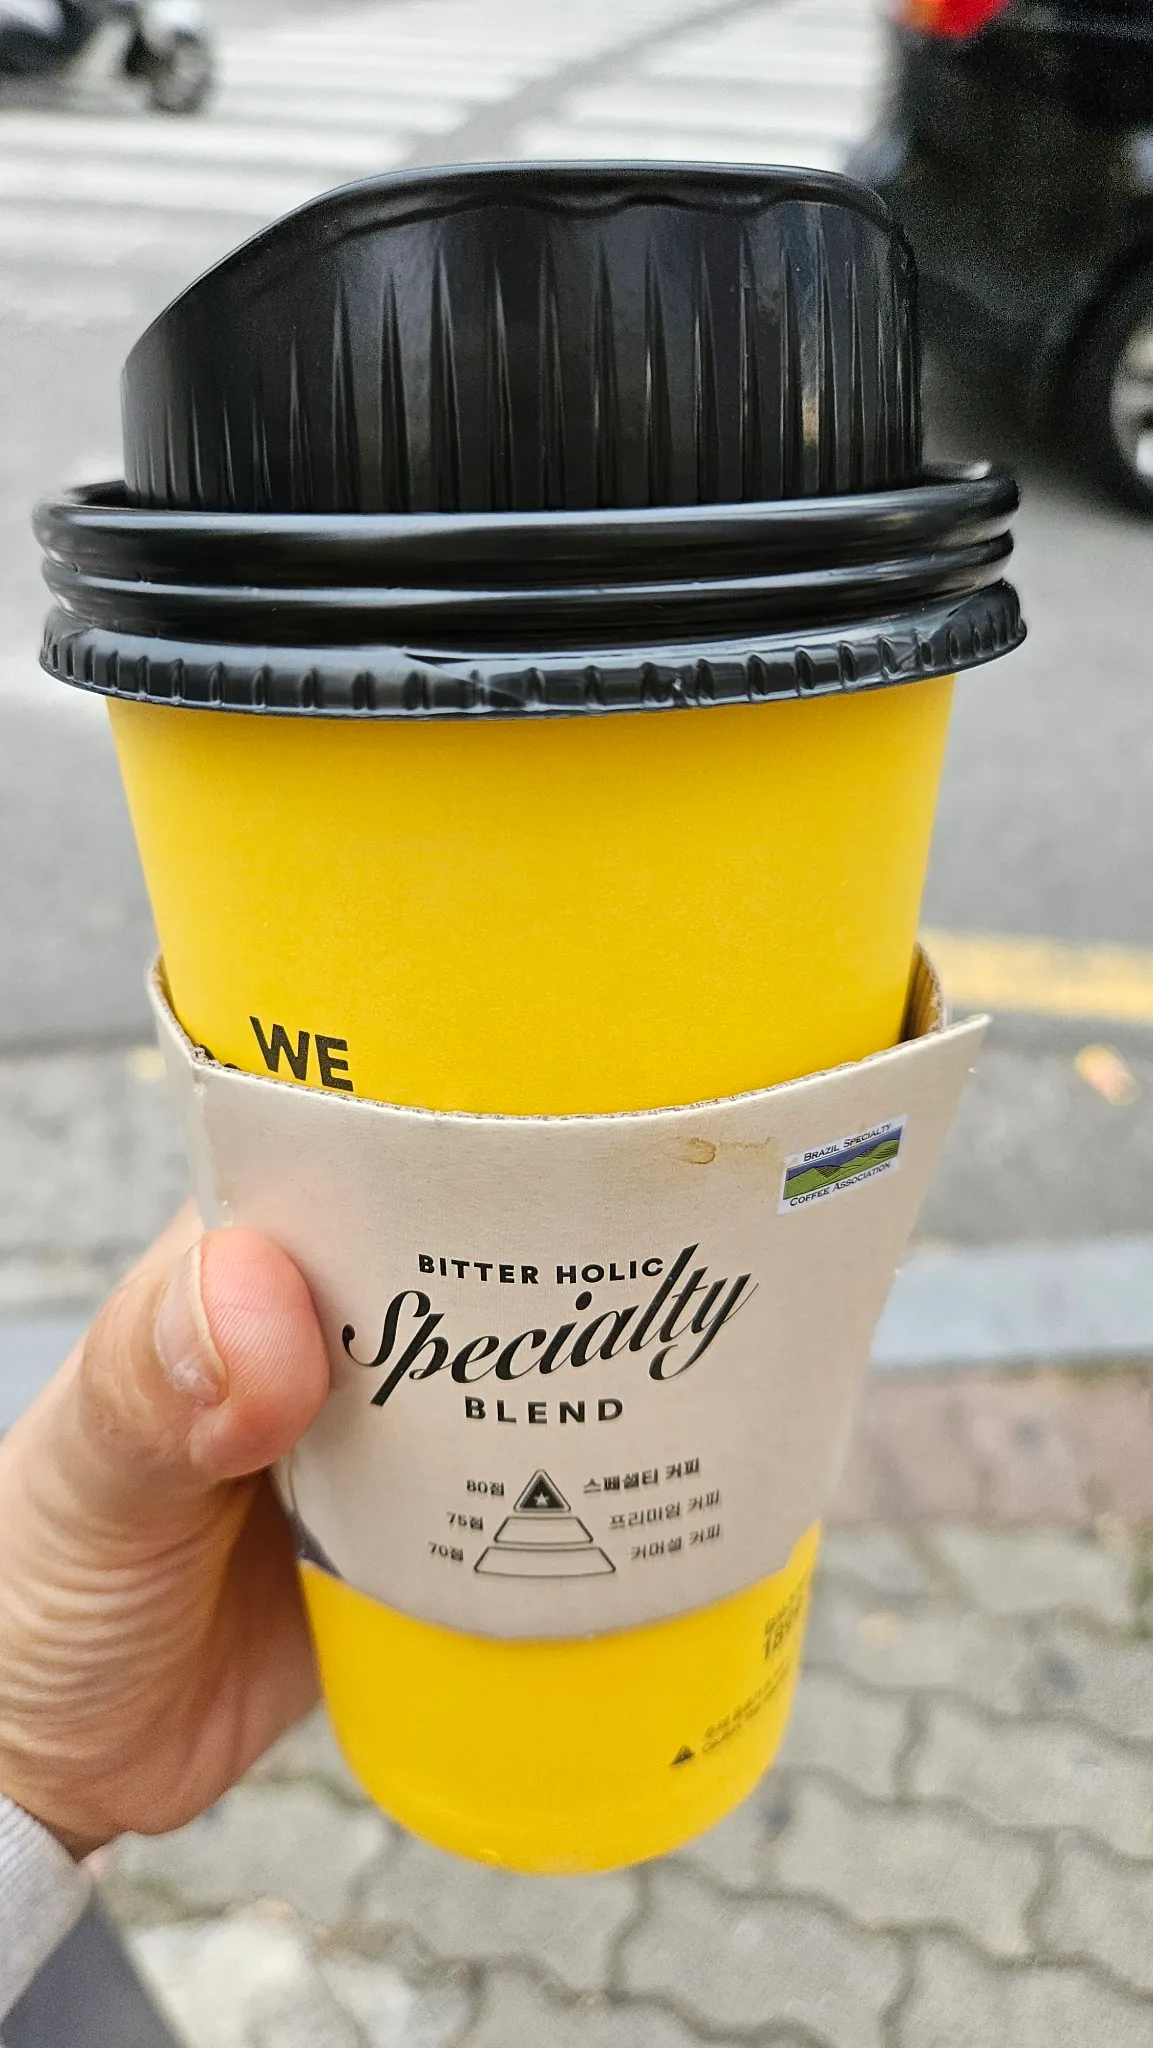 WE
BRAZIL SPECIALTY
COFFEE ASSOCIATION
BITTER HOLIC
Specialty
BLEND
80점 스페셜티 커피
75점 프리미엄 커피
70점 커머셜 커피